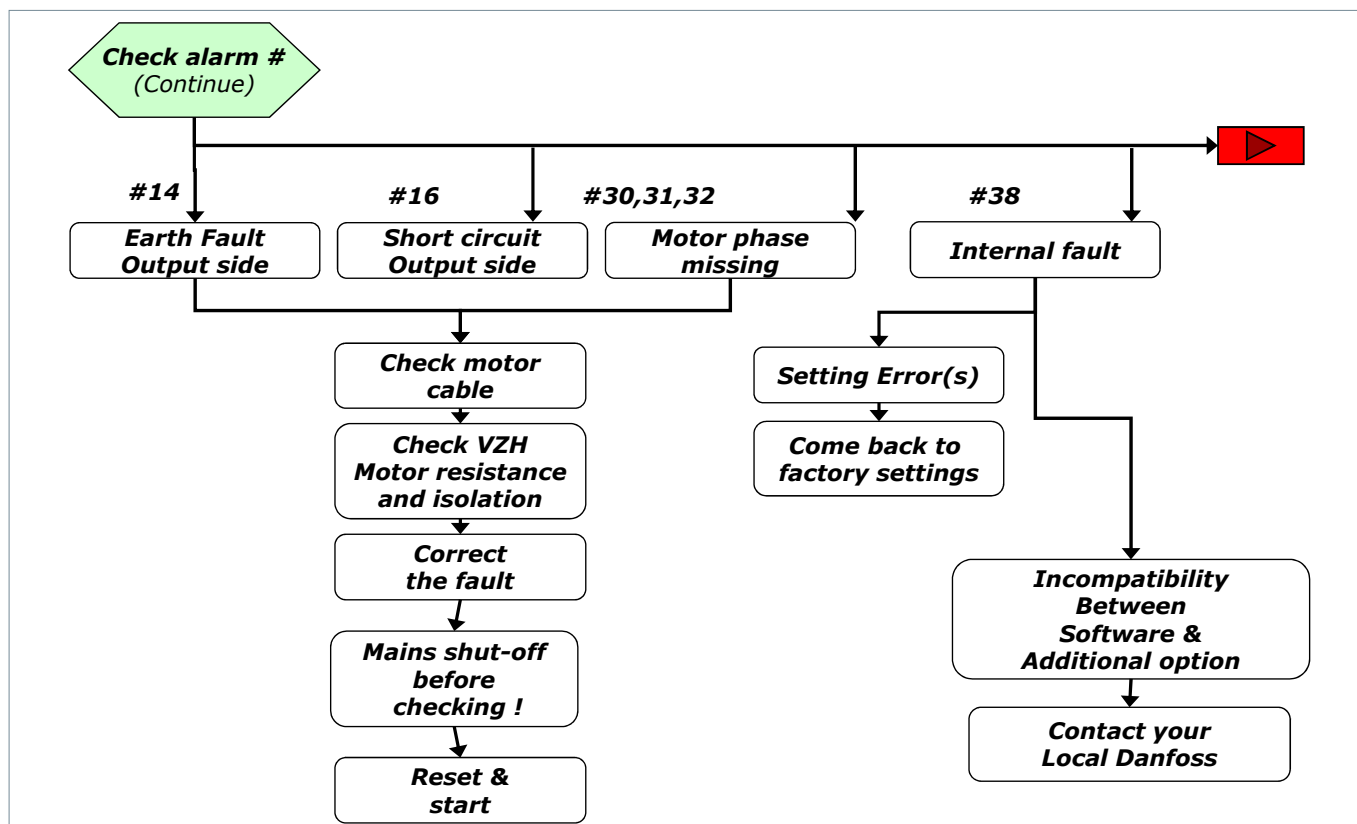 Check alarm #
(Continue)
#14
#16
#30,31,32
#38
Earth Fault
Output side
Short circuit
Output side
Motor phase
missing
Internal fault
Check motor
cable
Check VZH
Motor resistance
and isolation
Correct
the fault
Mains shut-off
before
checking !
Reset &
start
Setting Error(s)
Come back to
factory settings
Incompatibility
Between
Software &
Additional option
Contact your
Local Danfoss